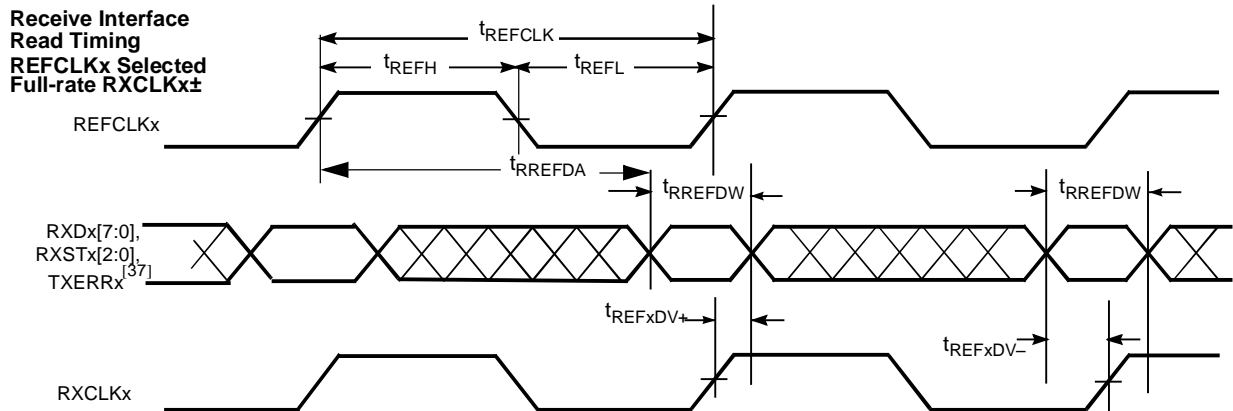 Receive Interface
Read Timing
REFCLKx Selected
Full-rate RXCLKx±
tREFCLK
tREFH
tREFL
REFCLKx
tRREFDA
tRREFDW
tRREFDW
RXDx[7:0],
RXSTx[2:0],
TXERRx[37]
tREFxDV+
tREFxDV–
RXCLKx